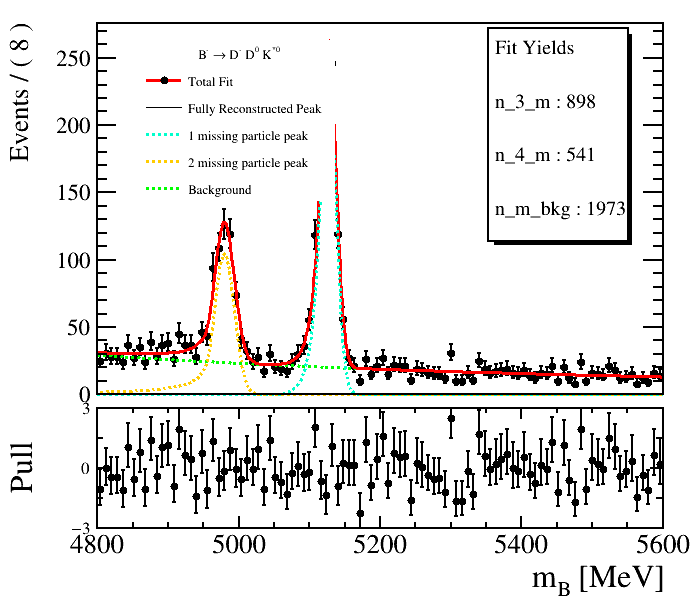 Events / ( 8 )
250
200
150
100
50
0
B⁻ → D⁻ D⁰ K*⁰
Total Fit
Fully Reconstructed Peak
1 missing particle peak
2 missing particle peak
Background
Fit Yields
n_3_m : 898
n_4_m : 541
n_m_bkg : 1973
Pull
3
0
−3
4800 5000 5200 5400 5600
m_B [MeV]